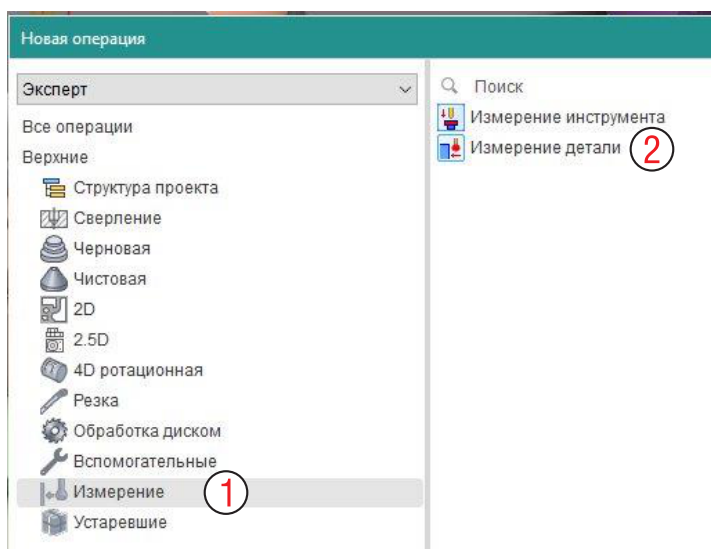 Новая операция
Эксперт
Все операции
Верхние
Структура проекта
Сверление
Черновая
Чистовая
2D
2.5D
4D ротационная
Резка
Обработка диском
Вспомогательные
Измерение 1
Устаревшие
Поиск
Измерение инструмента
Измерение детали 2